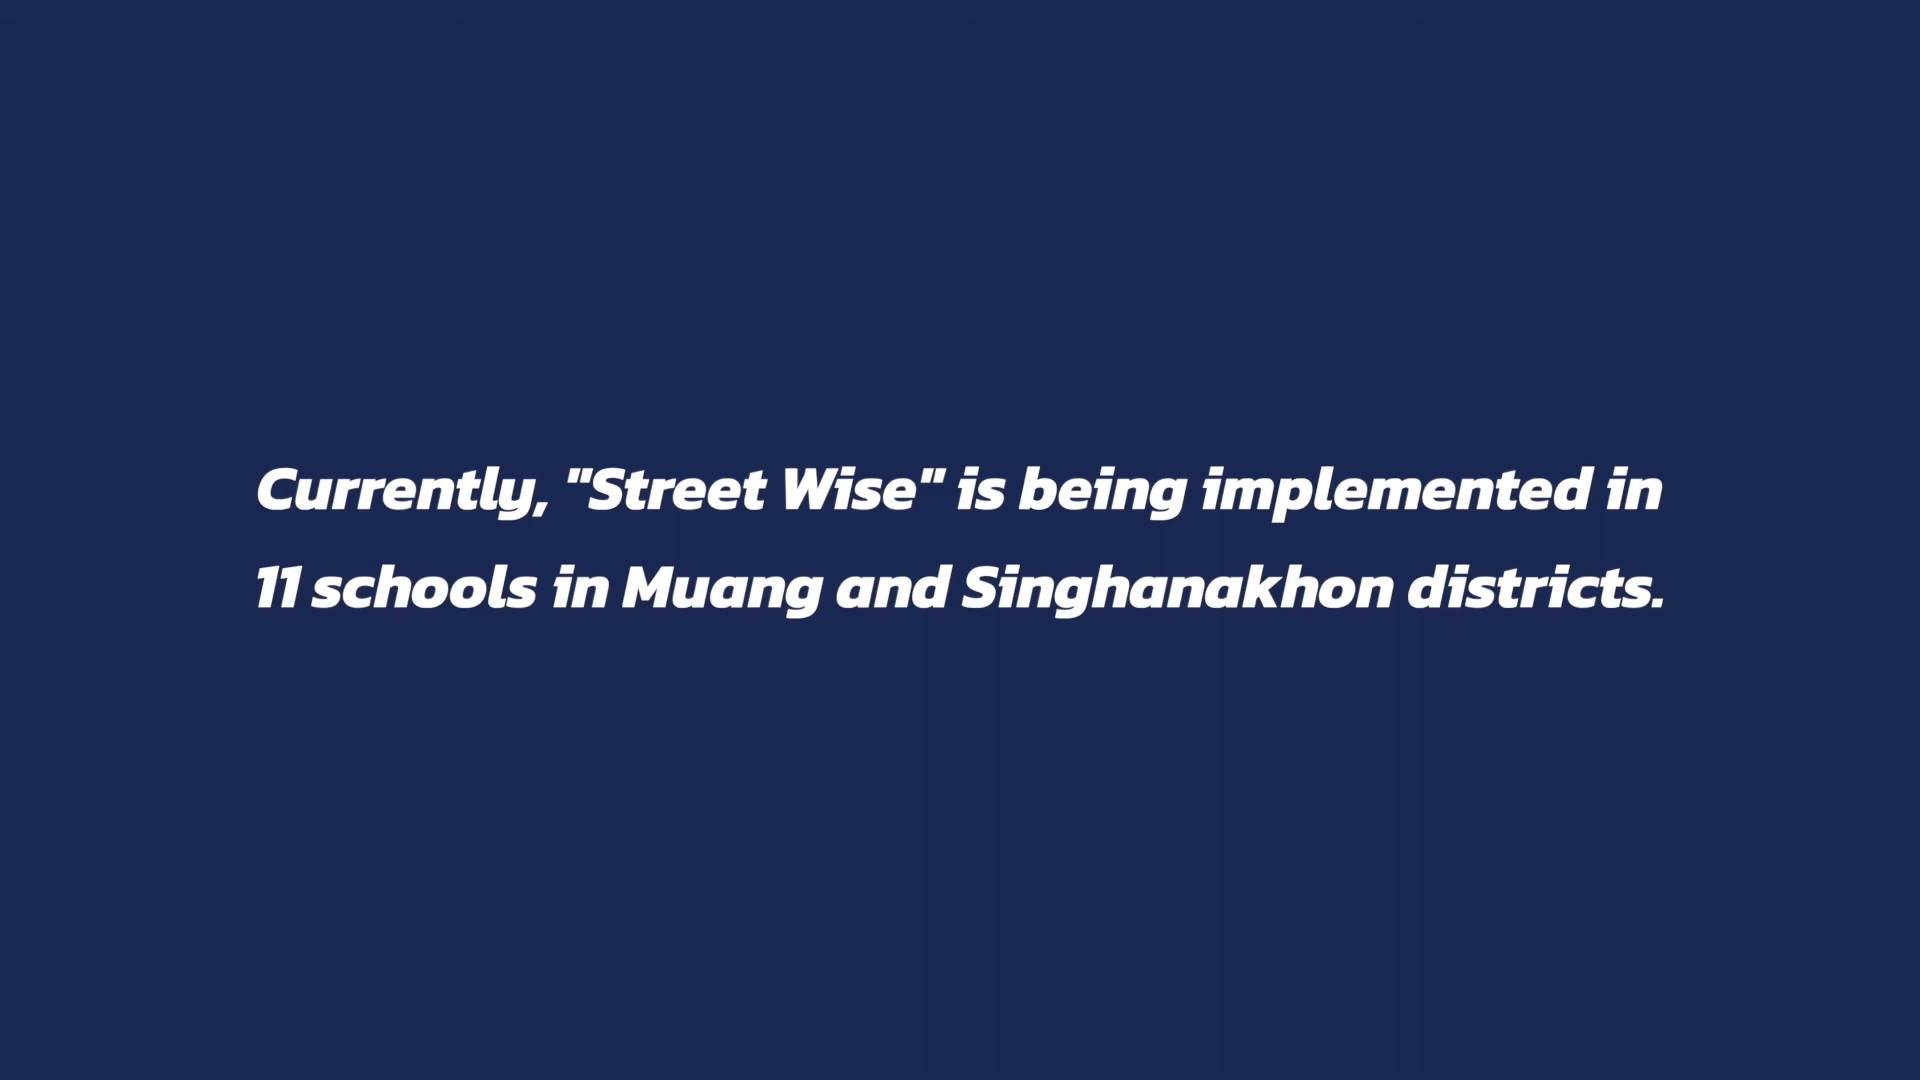 Currently, "Street Wise" is being implemented in
11 schools in Muang and Singhanakhon districts.